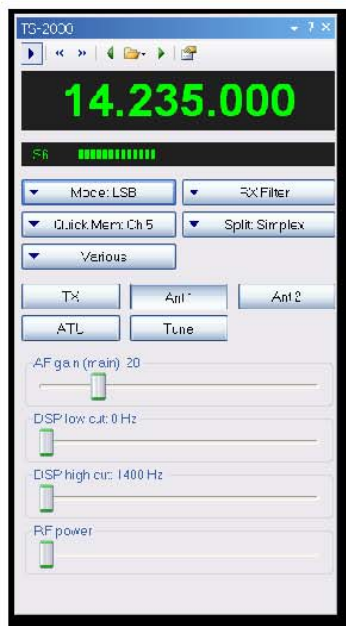 TS-2000
14.235.000
S6
Mode: LSB
RX Filter
Quick Mem: Ch 5
Split: Simplex
Various
TX
Ant 1
Ant 2
ATU
Tune
AF gain (main): 20
DSP low cut: 0 Hz
DSP high cut: 1400 Hz
RF power